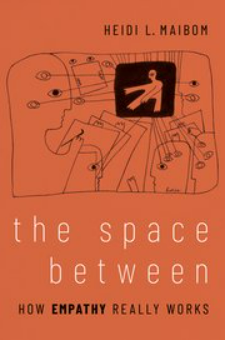 HEIDI L. MAIBOM
the space
between
HOW EMPATHY REALLY WORKS